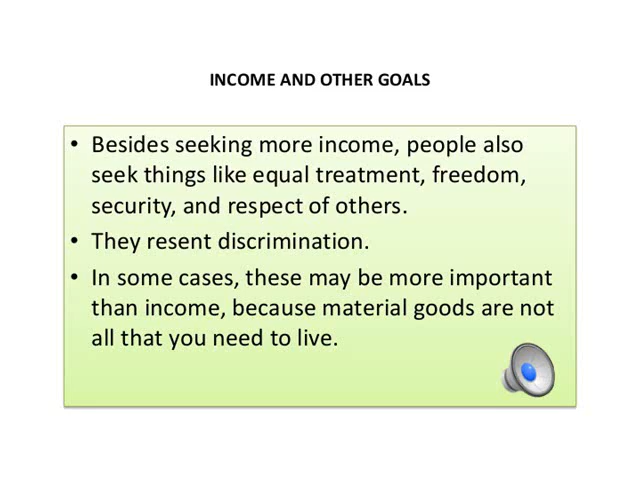 INCOME AND OTHER GOALS
• Besides seeking more income, people also
seek things like equal treatment, freedom,
security, and respect of others.
• They resent discrimination.
• In some cases, these may be more important
than income, because material goods are not
all that you need to live.